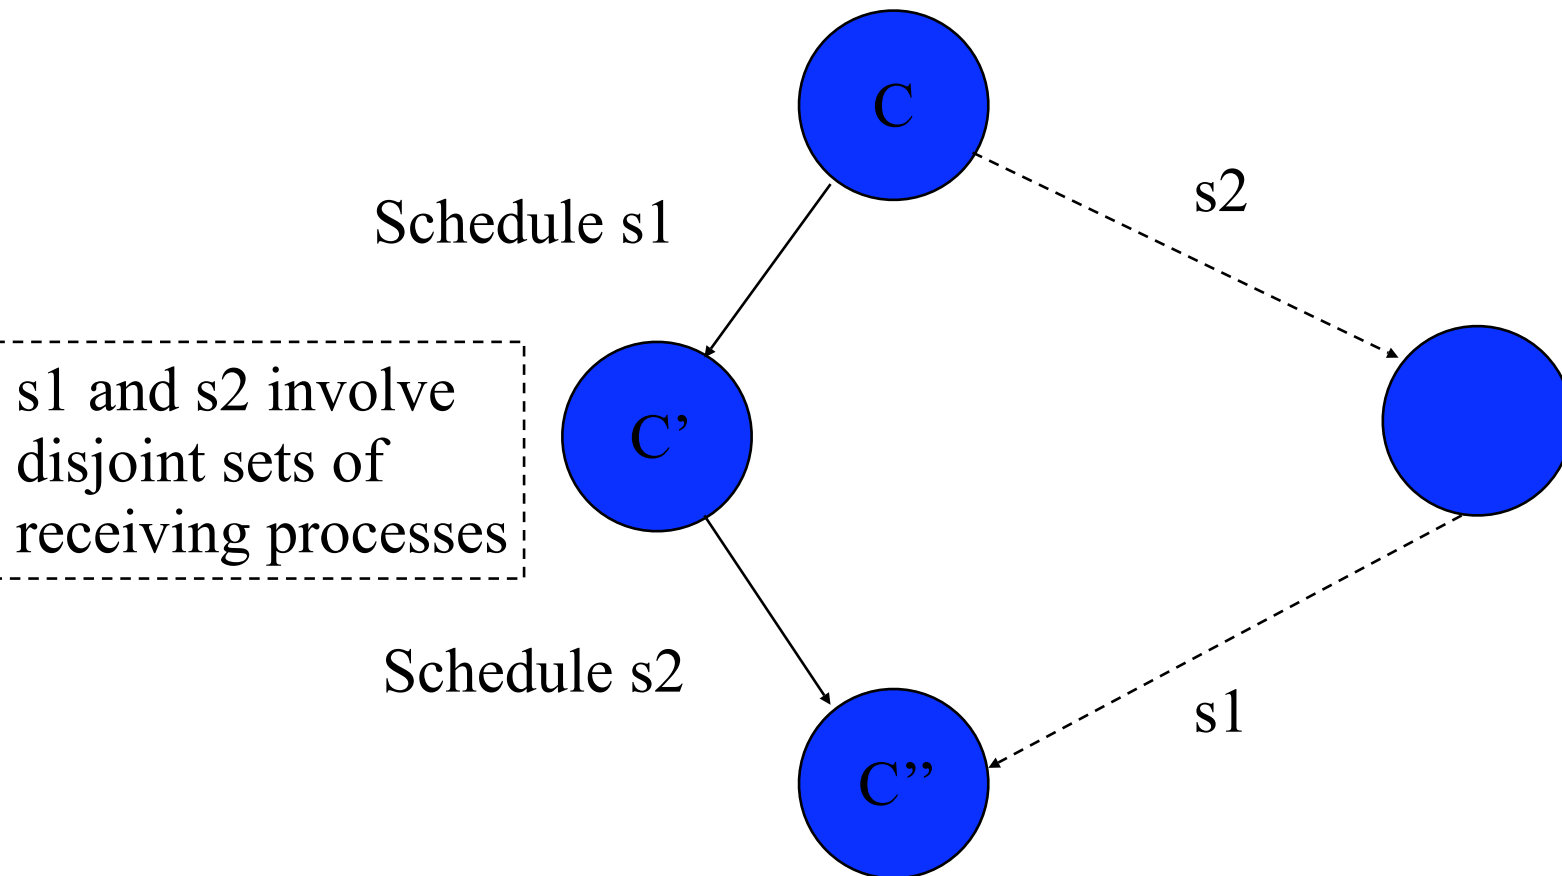 C
s2
Schedule s1
s1 and s2 involve
disjoint sets of
receiving processes
C’
Schedule s2
s1
C’’